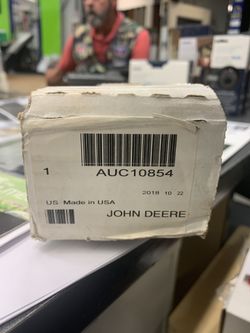 1 AUC10854
2018 10 22
US Made in USA
JOHN DEERE